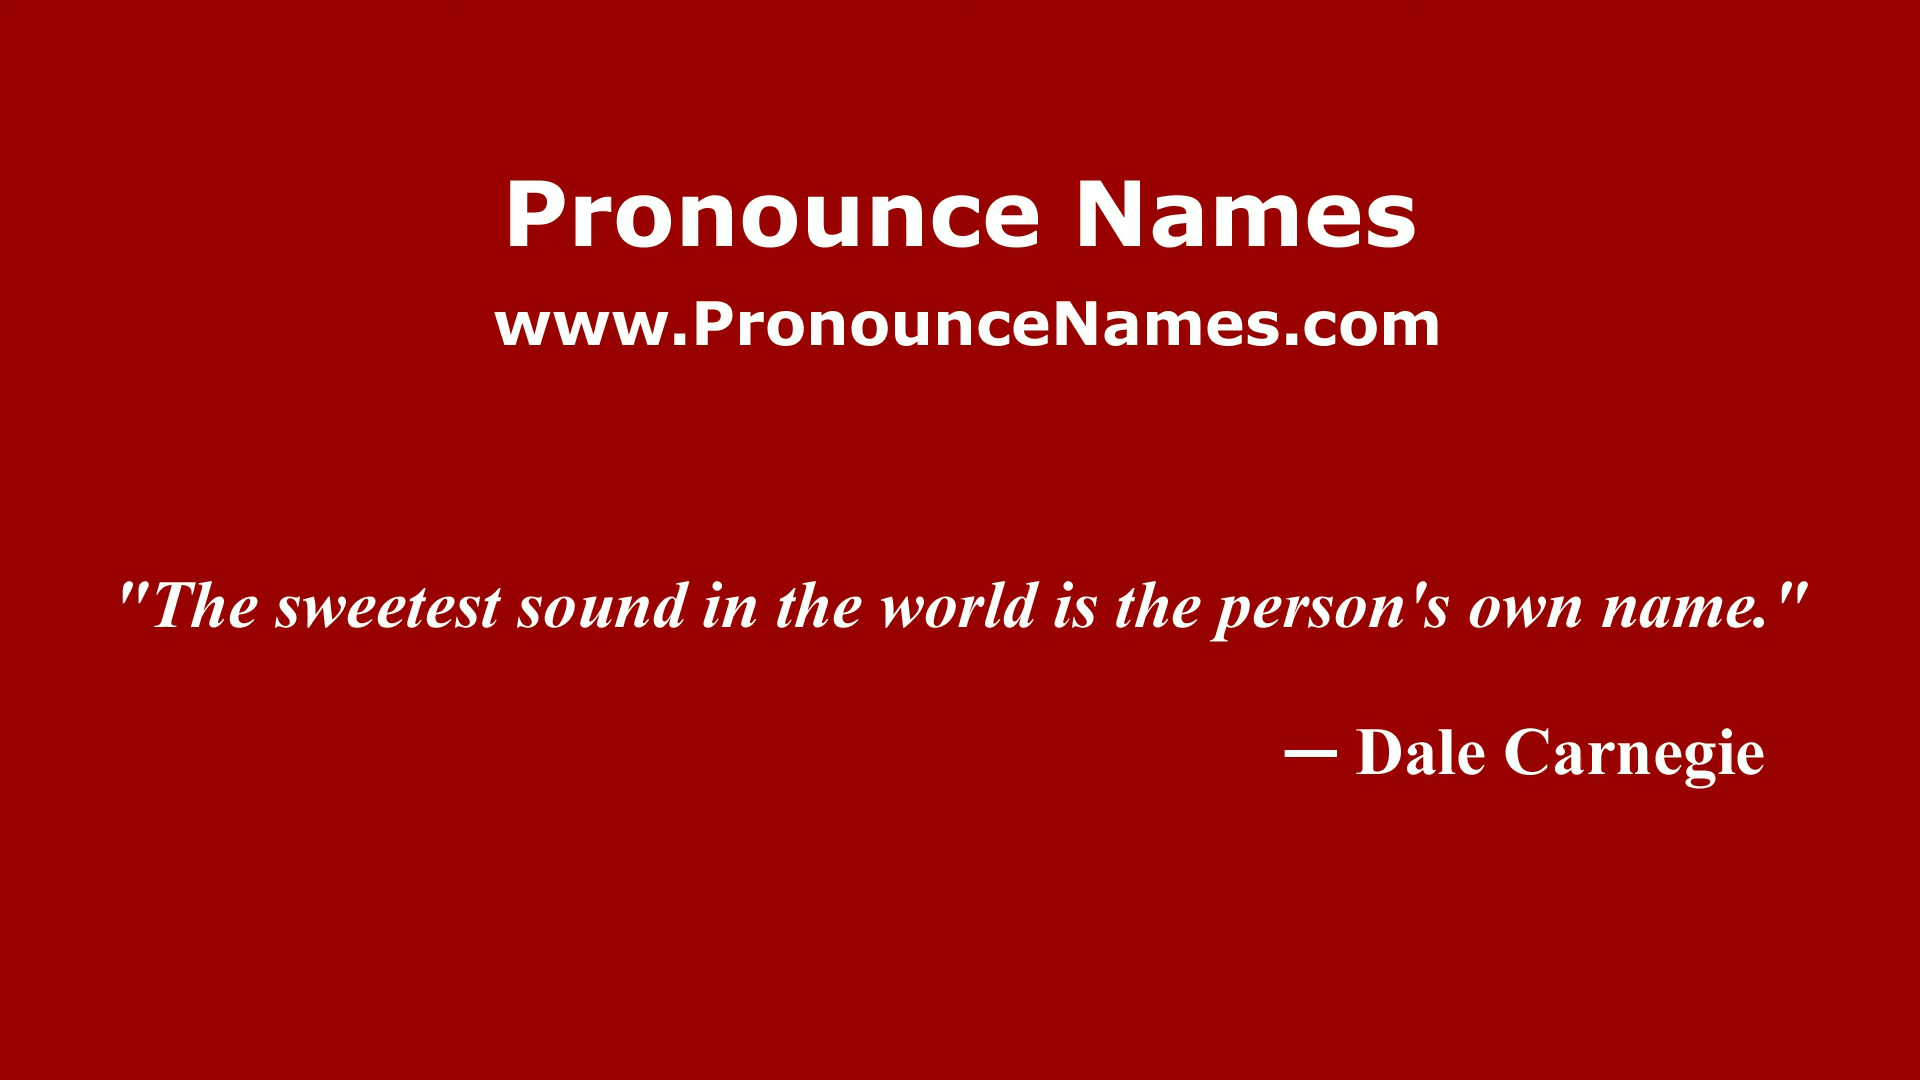 Pronounce Names
www.PronounceNames.com
"The sweetest sound in the world is the person's own name."
— Dale Carnegie